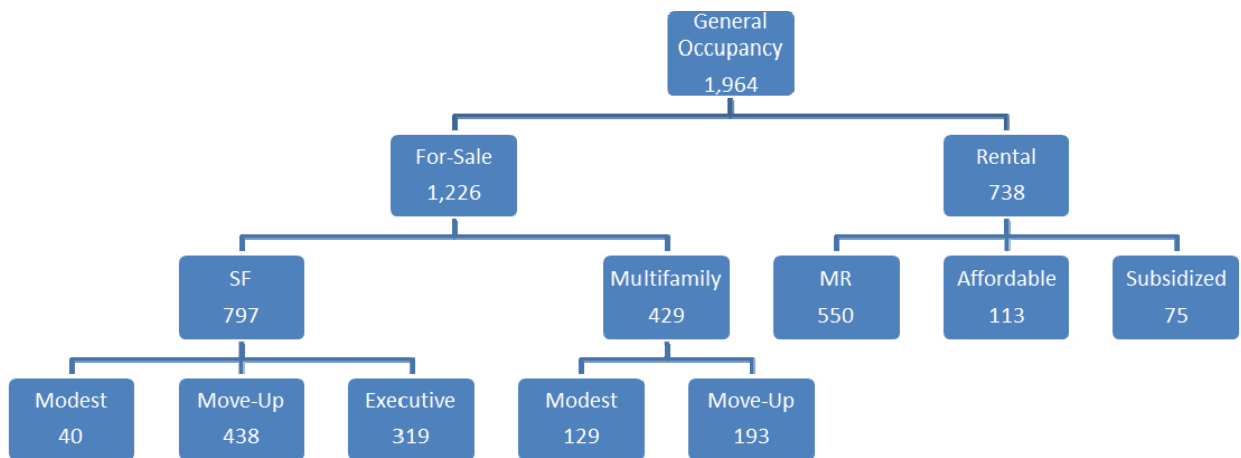 General
Occupancy
1,964
For-Sale
1,226
Rental
738
SF
797
Multifamily
429
MR
550
Affordable
113
Subsidized
75
Modest
40
Move-Up
438
Executive
319
Modest
129
Move-Up
193